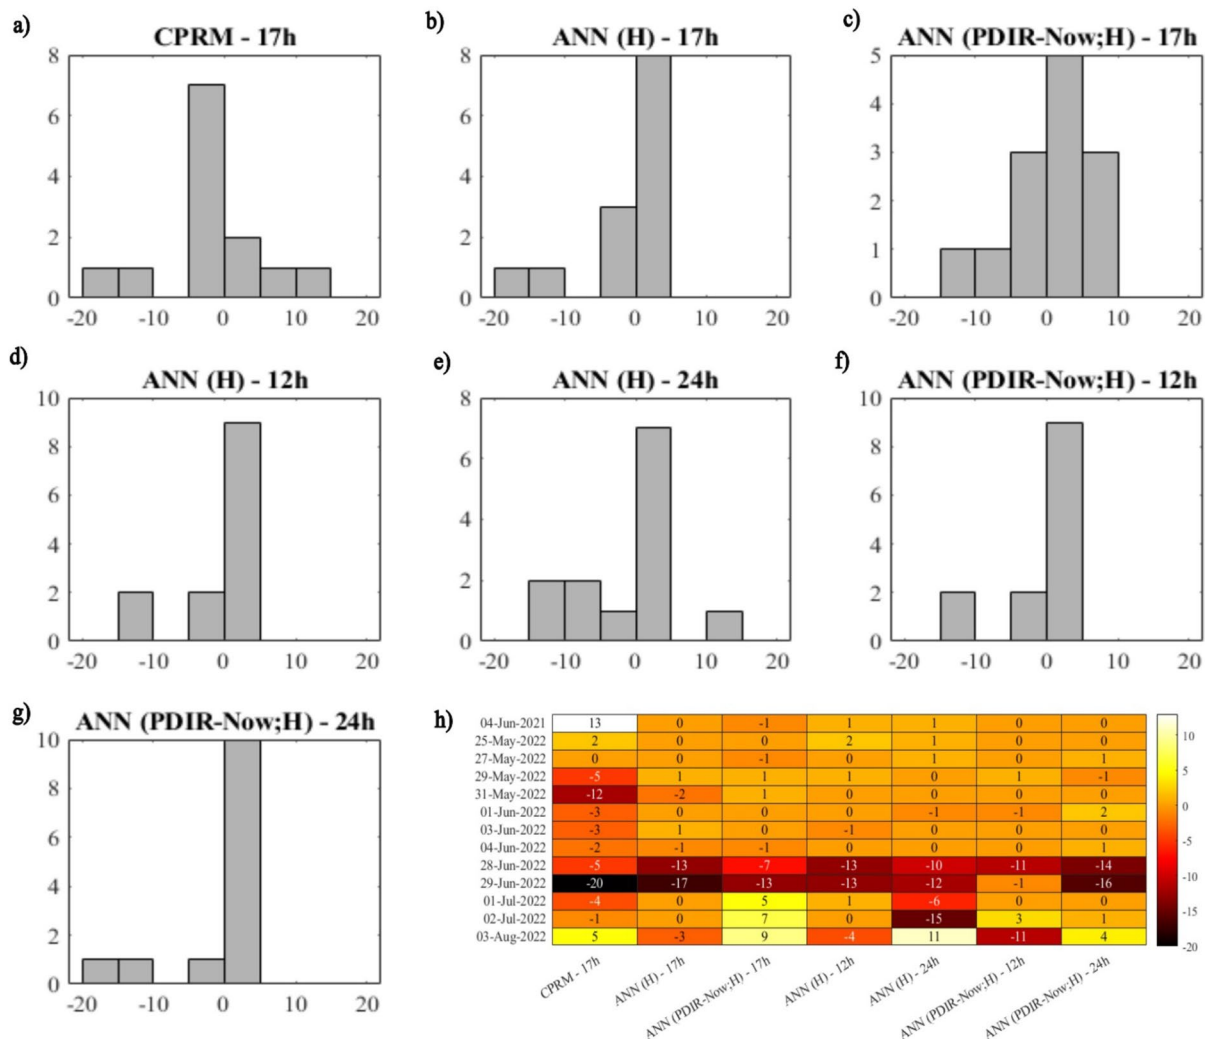 a)
CPRM - 17h
8
6
4
2
0
-20 -10 0 10 20
b)
ANN (H) - 17h
8
6
4
2
0
-20 -10 0 10 20
c)
ANN (PDIR-Now;H) - 17h
5
4
3
2
1
0
-20 -10 0 10 20
d)
ANN (H) - 12h
10
8
6
4
2
0
-20 -10 0 10 20
e)
ANN (H) - 24h
8
6
4
2
0
-20 -10 0 10 20
f)
ANN (PDIR-Now;H) - 12h
10
8
6
4
2
0
-20 -10 0 10 20
g)
ANN (PDIR-Now;H) - 24h
10
8
6
4
2
0
-20 -10 0 10 20
h)
04-Jun-2021 13 0 -1 1 1 0 0
25-May-2022 2 0 0 2 1 0 0
27-May-2022 0 0 -1 0 1 0 1
29-May-2022 -5 1 1 1 0 1 -1
31-May-2022 -12 -2 1 0 0 0 0
01-Jun-2022 -3 0 0 0 -1 -1 2
03-Jun-2022 -3 1 0 -1 0 0 0
04-Jun-2022 -2 -1 -1 0 0 0 1
28-Jun-2022 -5 -13 -7 -13 -10 -11 -14
29-Jun-2022 -20 -17 -13 -13 -12 -1 -16
01-Jul-2022 -4 0 5 1 -6 0 0
02-Jul-2022 -1 0 7 0 -15 3 1
03-Aug-2022 5 -3 9 -4 11 -11 4
CPRM - 17h
ANN (H) - 17h
ANN (PDIR-Now;H) - 17h
ANN (H) - 12h
ANN (H) - 24h
ANN (PDIR-Now;H) - 12h
ANN (PDIR-Now;H) - 24h
10
5
0
-5
-10
-15
-20